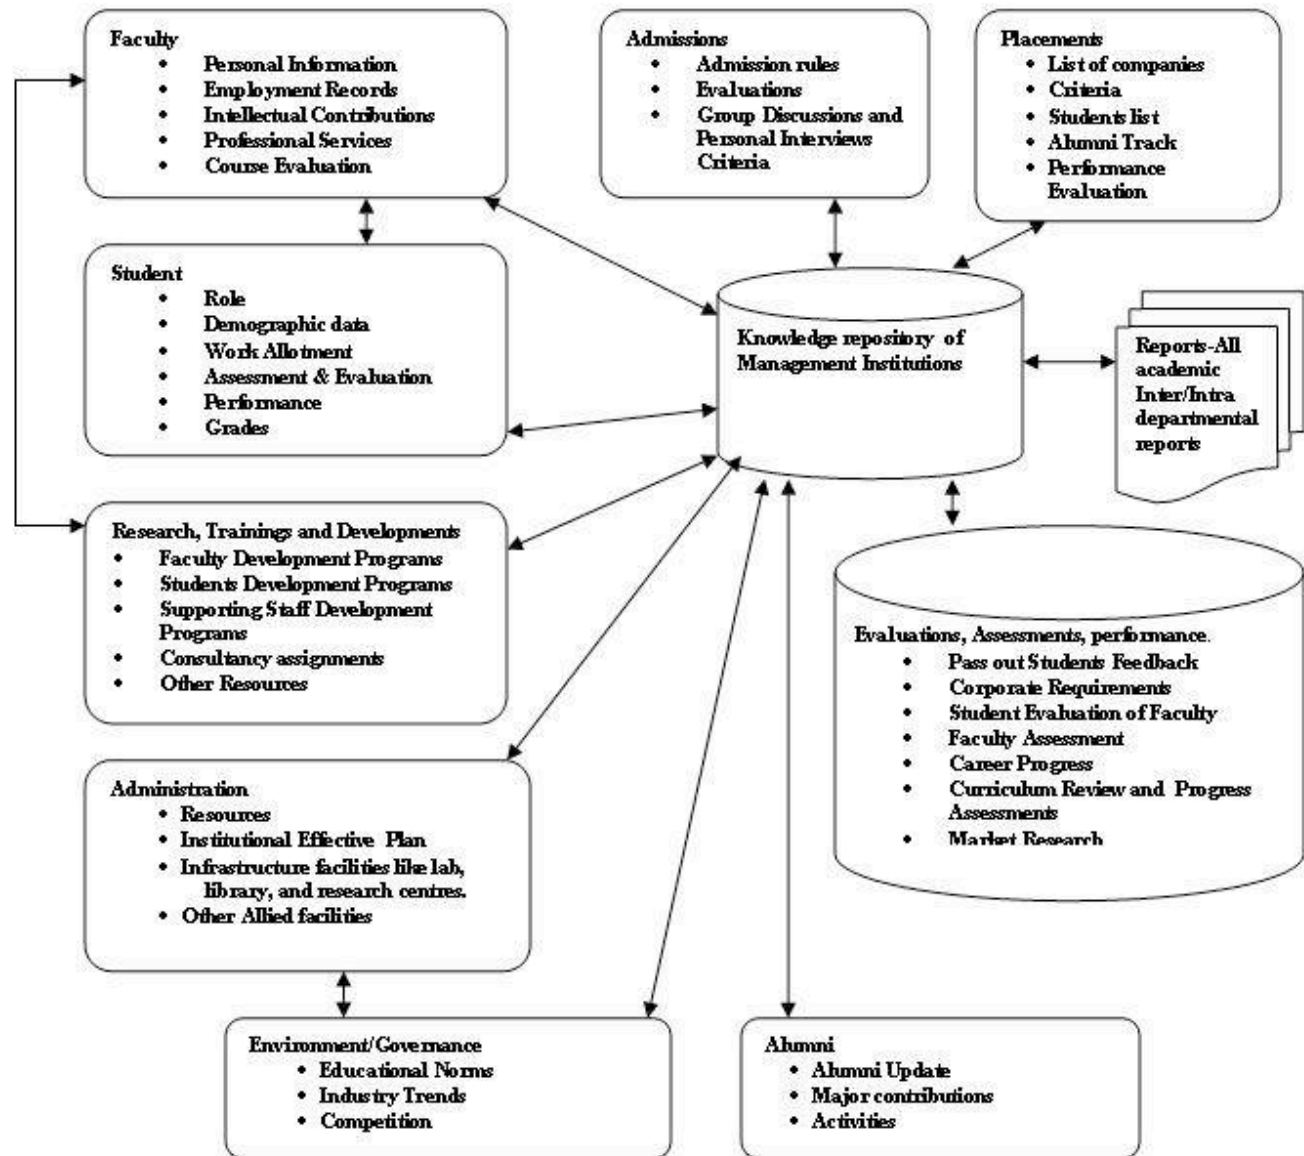 Faculty
• Personal Information
• Employment Records
• Intellectual Contributions
• Professional Services
• Course Evaluation
Admissions
• Admission rules
• Evaluations
• Group Discussions and
Personal Interviews
Criteria
Placements
• List of companies
• Criteria
• Students list
• Alumni Track
• Performance
Evaluation
Student
• Role
• Demographic data
• Work Allotment
• Assessment & Evaluation
• Performance
• Grades
Knowledge repository of
Management Institutions
Reports-All
academic
Inter/Intra
departmental
reports
Research, Trainings and Developments
• Faculty Development Programs
• Students Development Programs
• Supporting Staff Development
Programs
• Consultancy assignments
• Other Resources
Evaluations, Assessments, performance.
• Pass out Students Feedback
• Corporate Requirements
• Student Evaluation of Faculty
• Faculty Assessment
• Career Progress
• Curriculum Review and Progress
Assessments
• Market Research
Administration
• Resources
• Institutional Effective Plan
• Infrastructure facilities like lab,
library, and research centres.
• Other Allied facilities
Environment/Governance
• Educational Norms
• Industry Trends
• Competition
Alumni
• Alumni Update
• Major contributions
• Activities